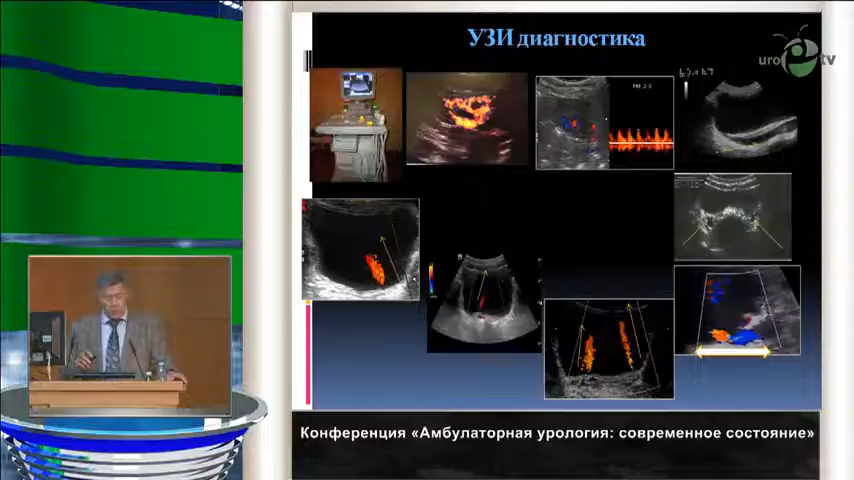 УЗИ диагностика
uro tv
Конференция «Амбулаторная урология: современное состояние»